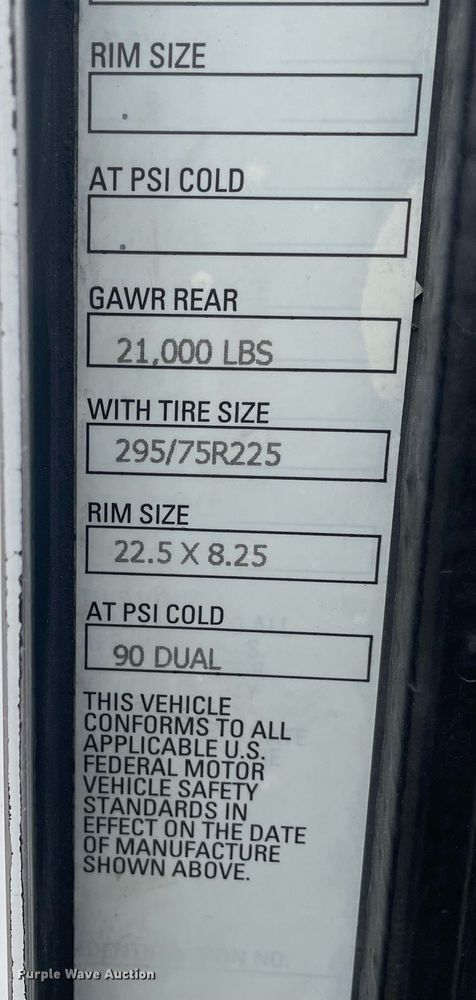 RIM SIZE
.
AT PSI COLD
.
GAWR REAR
21,000 LBS
WITH TIRE SIZE
295/75R225
RIM SIZE
22.5 X 8.25
AT PSI COLD
90 DUAL
THIS VEHICLE
CONFORMS TO ALL
APPLICABLE U.S.
FEDERAL MOTOR
VEHICLE SAFETY
STANDARDS IN
EFFECT ON THE DATE
OF MANUFACTURE
SHOWN ABOVE.
Purple Wave Auction